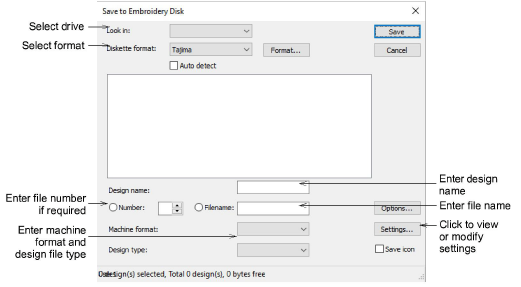 Save to Embroidery Disk
Select drive
Look in:
Save
Select format
Diskette format:
Tajima
Format...
Cancel
Auto detect
Design name:
Enter design
name
Enter file number
if required
Number:
Filename:
Enter file name
Options...
Enter machine
format and
design file type
Machine format:
Settings...
Click to view
or modify
settings
Design type:
Save icon
design(s) selected, Total 0 design(s), 0 bytes free